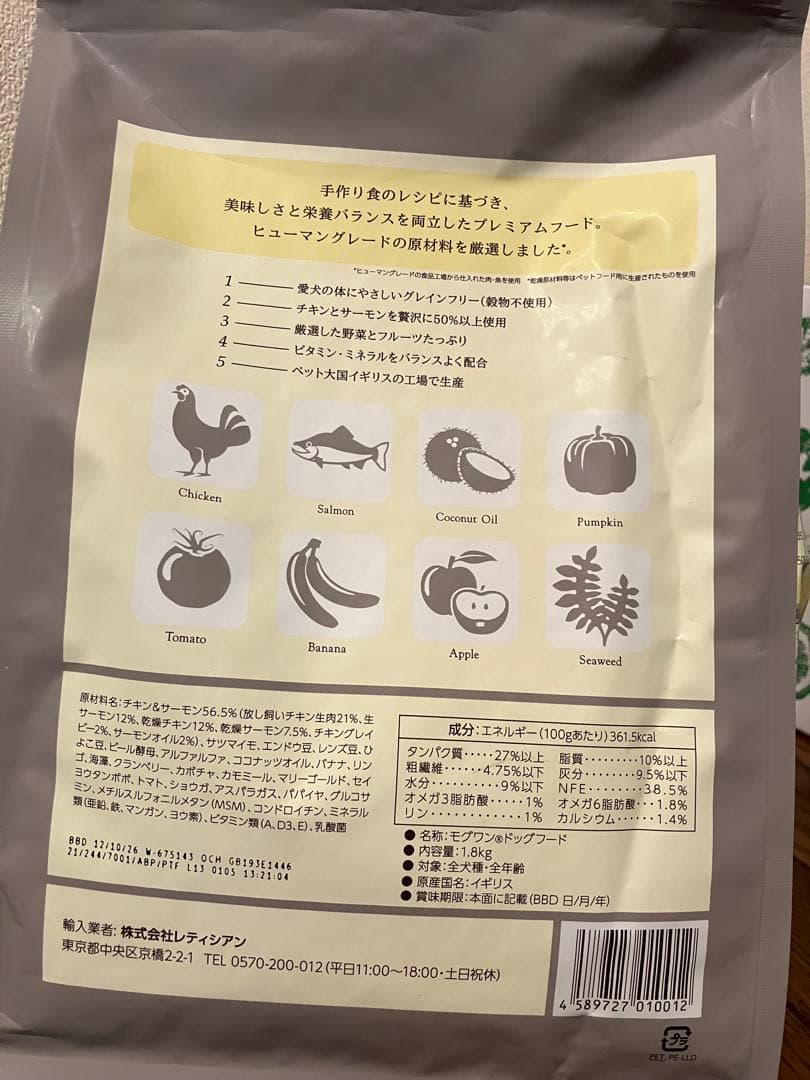 手作り食のレシピに基づき、
美味しさと栄養バランスを両立したプレミアムフード。
ヒューマングレードの原材料を厳選しました*。
*ヒューマングレードの食品工場から仕入れた肉・魚を使用 *乾燥原材料等はペットフード用に生産されたものを使用
1 愛犬の体にやさしいグレインフリー(穀物不使用)
2 チキンとサーモンを贅沢に50%以上使用
3 厳選した野菜とフルーツたっぷり
4 ビタミン・ミネラルをバランスよく配合
5 ペット大国イギリスの工場で生産
Chicken
Salmon
Coconut Oil
Pumpkin
Tomato
Banana
Apple
Seaweed
原材料名:チキン&サーモン56.5%(放し飼いチキン生肉21%、生
サーモン12%、乾燥チキン12%、乾燥サーモン7.5%、チキングレイ
ビー2%、サーモンオイル2%)、サツマイモ、エンドウ豆、レンズ豆、ひ
よこ豆、ビール酵母、アルファルファ、ココナッツオイル、バナナ、リン
ゴ、海藻、クランベリー、カボチャ、カモミール、マリーゴールド、セイ
ヨウタンポポ、トマト、ショウガ、アスパラガス、パパイヤ、グルコサ
ミン、メチルスルフォニルメタン(MSM)、コンドロイチン、ミネラル
類(亜鉛、鉄、マンガン、ヨウ素)、ビタミン類(A、D3、E)、乳酸菌
BBD 12/10/26 W-675143 OCH GB193E1446
21/244/7001/ABP/PTF L13 0105 13:21:04
成分:エネルギー(100gあたり)361.5kcal
タンパク質・・・・・27%以上 脂質・・・・・・・・10%以上
粗繊維・・・・・・4.75%以下 灰分・・・・・・・・9.5%以下
水分・・・・・・・・・・9%以下 NFE・・・・・・・・38.5%
オメガ3脂肪酸・・・・・1% オメガ6脂肪酸・・・1.8%
リン・・・・・・・・・・・・・1% カルシウム・・・・・・1.4%
●名称:モグワン®ドッグフード
●内容量:1.8kg
●対象:全犬種・全年齢
●原産国名:イギリス
●賞味期限:本面に記載(BBD 日/月/年)
輸入業者:株式会社レティシアン
東京都中央区京橋2-2-1 TEL 0570-200-012(平日11:00〜18:00・土日祝休)
4 589727 010012
プラ
PET, PE-LLD